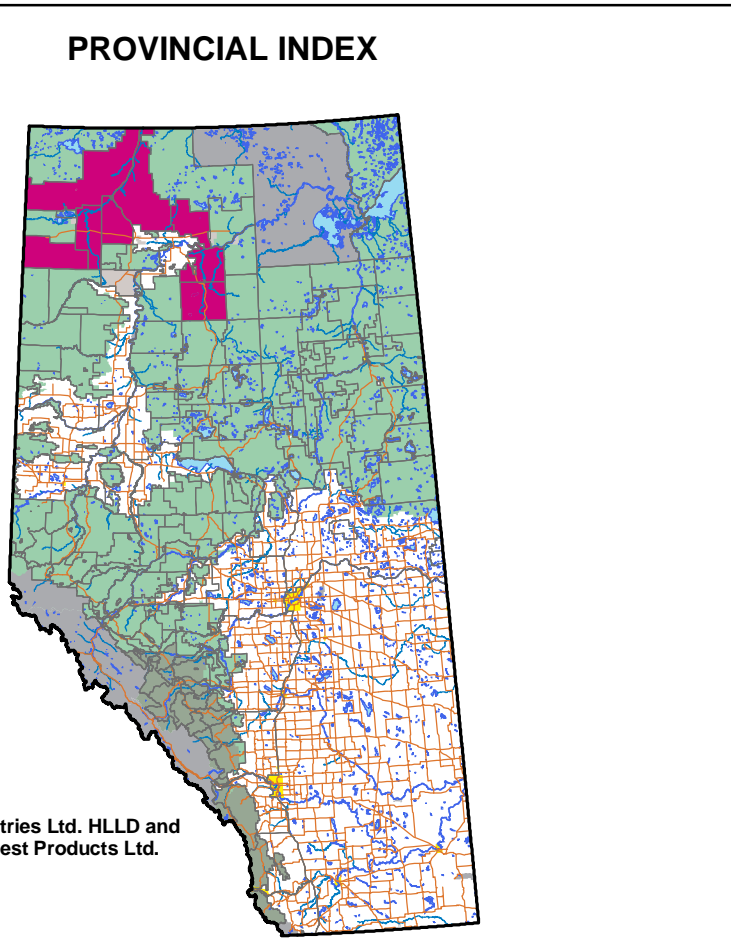 PROVINCIAL INDEX
tries Ltd. HLLD and
est Products Ltd.